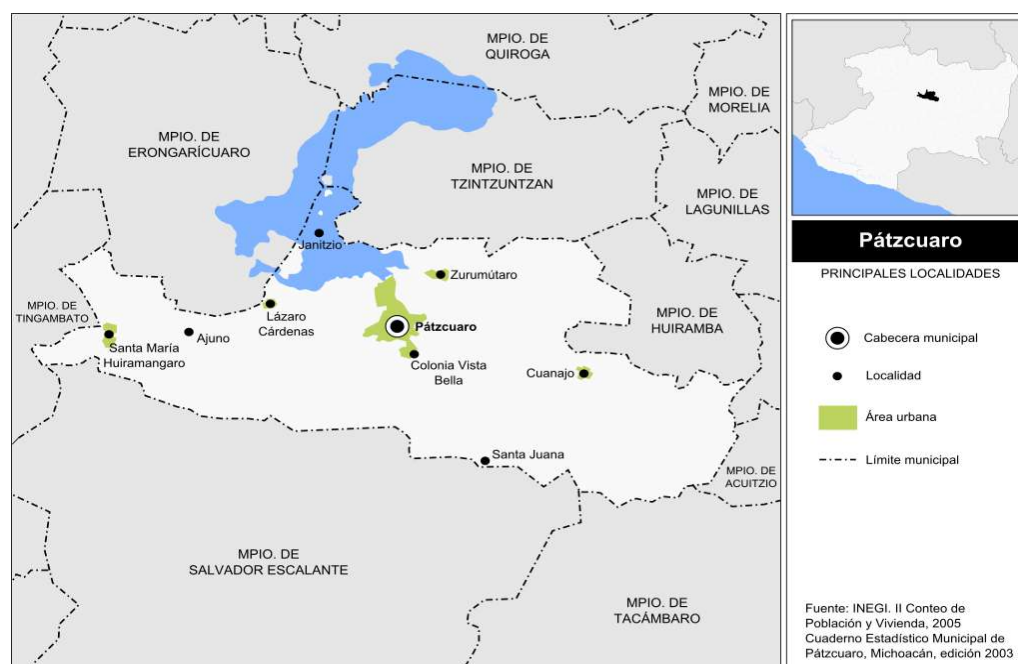 MPIO. DE
QUIROGA
MPIO. DE
MORELIA
MPIO. DE
ERONGARÍCUARO
MPIO. DE
TZINTZUNTZAN
MPIO. DE
LAGUNILLAS
Janitzio
Zurumútaro
MPIO. DE
TINGAMBATO
Lázaro
Cárdenas
MPIO. DE
HUIRAMBA
Ajuno
Pátzcuaro
Santa María
Huiramangaro
Colonia Vista
Bella
Cuanajo
Santa Juana
MPIO. DE
ACUITZIO
MPIO. DE
SALVADOR ESCALANTE
MPIO. DE
TACÁMBARO
Pátzcuaro
PRINCIPALES LOCALIDADES
Cabecera municipal
Localidad
Área urbana
Límite municipal
Fuente: INEGI. II Conteo de
Población y Vivienda, 2005
Cuaderno Estadístico Municipal de
Pátzcuaro, Michoacán, edición 2003